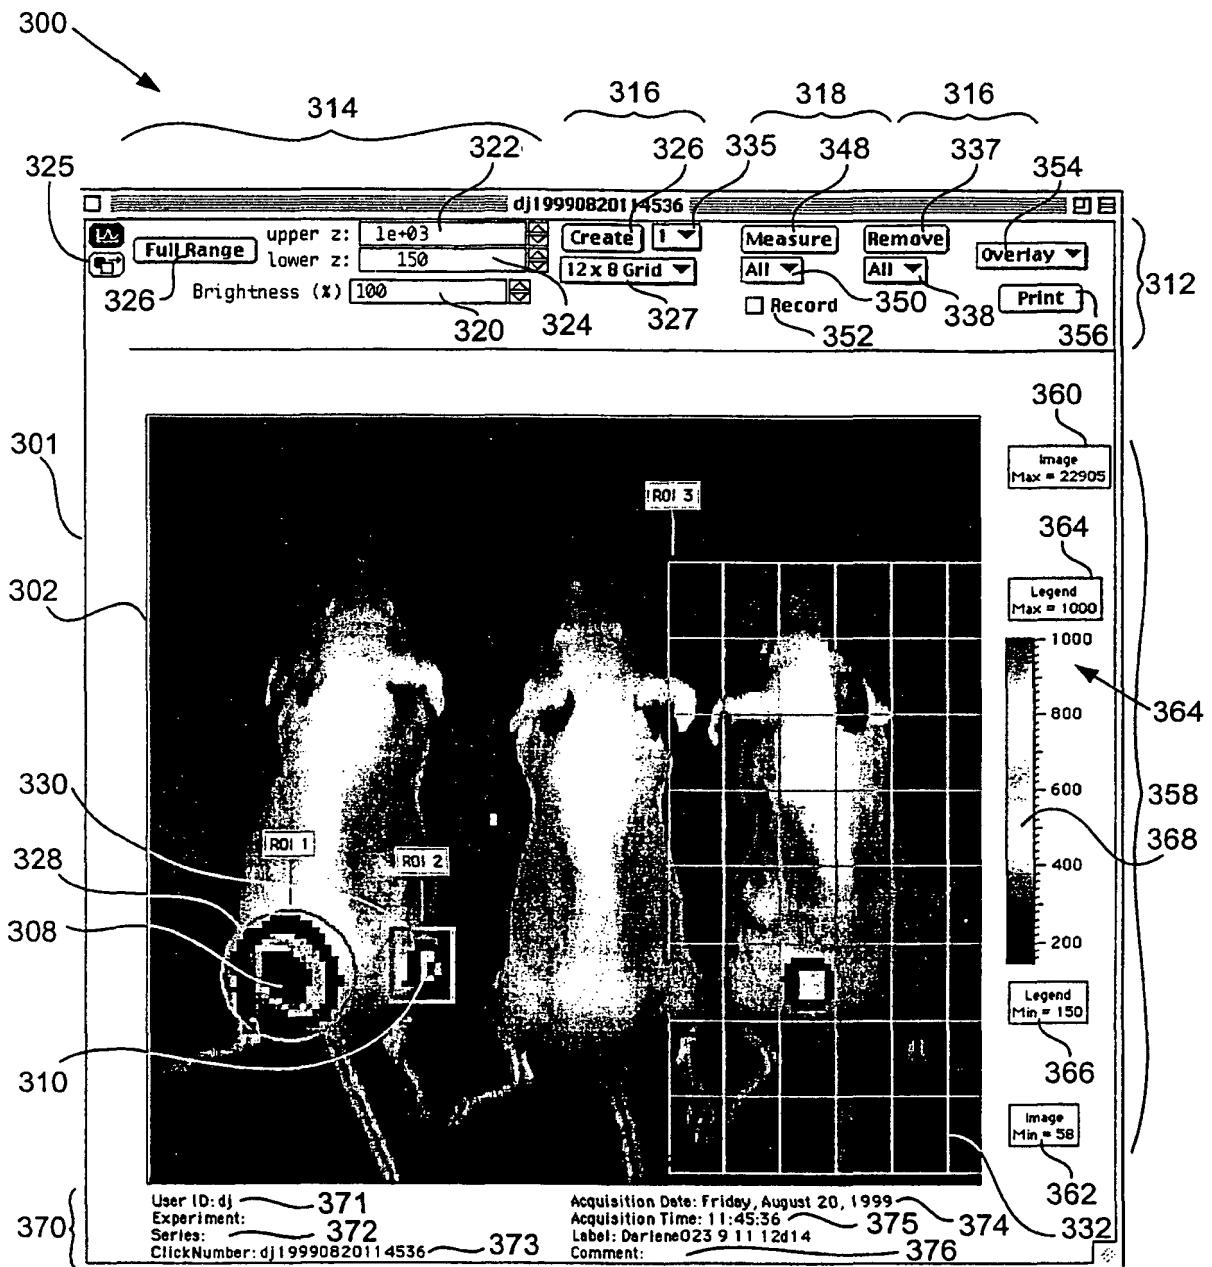 300
314
316
318
316
322
326
335
348
337
354
325
dj19990820114536
Full Range
upper z: 1e+03
lower z: 150
Brightness (%) 100
Create
1
12 x 8 Grid
Measure
All
Record
Remove
All
Overlay
Print
312
326
320
324
327
350
352
338
356
360
Image
Max = 22905
301
ROI 3
364
302
Legend
Max = 1000
1000
800
364
600
358
368
400
200
330
ROI 1
ROI 2
328
308
Legend
Min = 150
310
366
Image
Min = 58
362
370
User ID: dj
371
Experiment:
Series:
372
ClickNumber: dj19990820114536
373
Acquisition Date: Friday, August 20, 1999
374
Acquisition Time: 11:45:36
375
Label: Darlene023 9 11 12d14
Comment:
376
332